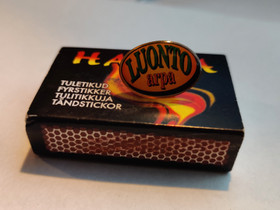 LUONTO
arpa
TULETIKUD
FYRSTIKKER
TULITIKKUJA
TÄNDSTICKOR